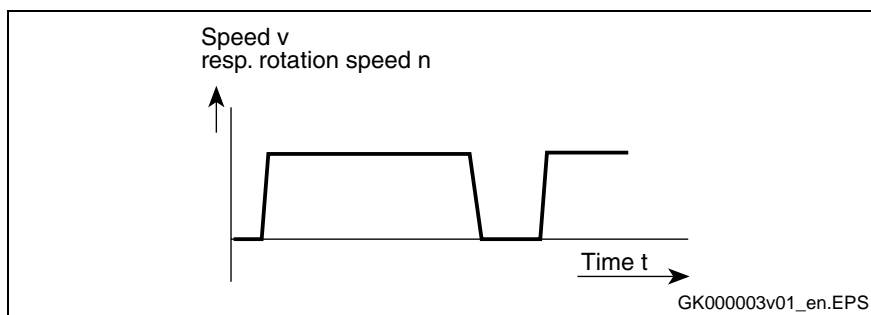 Speed v
resp. rotation speed n
Time t
GK000003v01_en.EPS